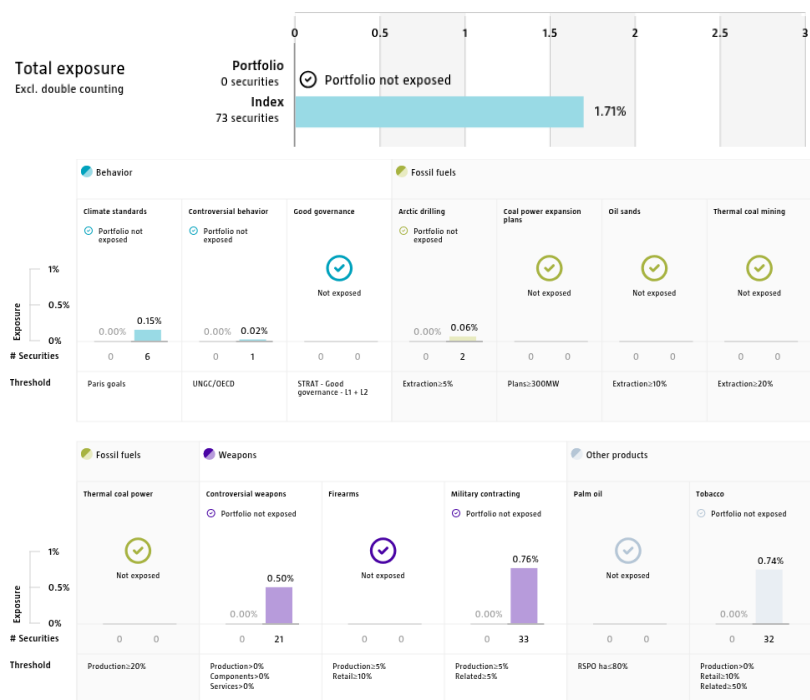 0 0.5 1 1.5 2 2.5 3
Total exposure
Excl. double counting
Portfolio
0 securities
Portfolio not exposed
Index
73 securities
1.71%
Behavior
Fossil fuels
Climate standards
Controversial behavior
Good governance
Arctic drilling
Coal power expansion
plans
Oil sands
Thermal coal mining
Portfolio not
exposed
Portfolio not
exposed
Portfolio not
exposed
Not exposed
Not exposed
Not exposed
Not exposed
Exposure
1%
0.5%
0%
0.00% 0.15%
0.00% 0.02%
0.00% 0.06%
# Securities
0 6
0 1
0 0
0 2
0 0
0 0
0 0
Threshold
Paris goals
UNGC/OECD
STRAT - Good
governance - L1 + L2
Extraction≥5%
Plans≥300MW
Extraction≥10%
Extraction≥20%
Fossil fuels
Weapons
Other products
Thermal coal power
Controversial weapons
Firearms
Military contracting
Palm oil
Tobacco
Portfolio not exposed
Portfolio not exposed
Portfolio not exposed
Not exposed
Not exposed
Not exposed
Exposure
1%
0.5%
0%
0.00% 0.50%
0.00% 0.76%
0.00% 0.74%
# Securities
0 0
0 21
0 0
0 33
0 0
0 32
Threshold
Production≥20%
Production>0%
Components>0%
Services>0%
Production≥5%
Retail≥10%
Production≥5%
Related≥5%
RSPO ha≤80%
Production>0%
Retail≥10%
Related≥50%